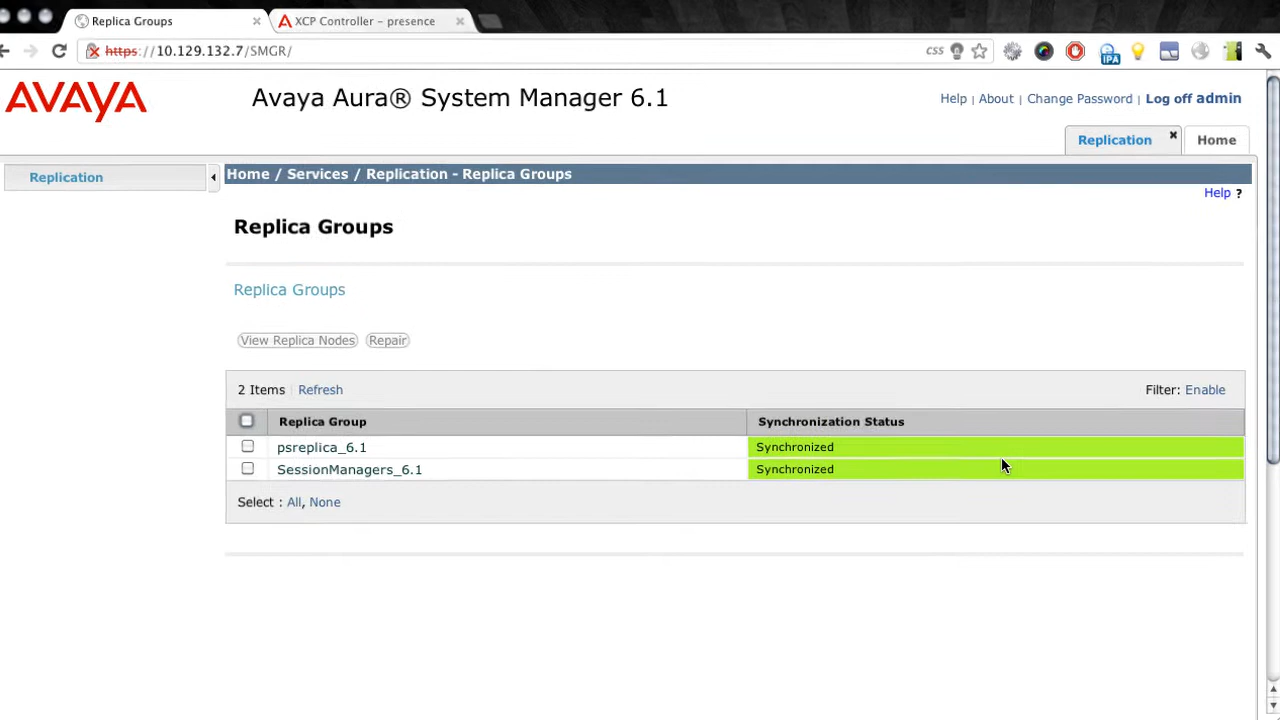 Replica Groups
XCP Controller – presence
https://10.129.132.7/SMGR/
CSS
IPA
AVAYA
Avaya Aura® System Manager 6.1
Help | About | Change Password | Log off admin
Replication
Home
Replication
Home / Services / Replication - Replica Groups
Help ?
Replica Groups
Replica Groups
View Replica Nodes Repair
2 Items | Refresh Filter: Enable
Replica Group Synchronization Status
psreplica_6.1 Synchronized
SessionManagers_6.1 Synchronized
Select : All, None